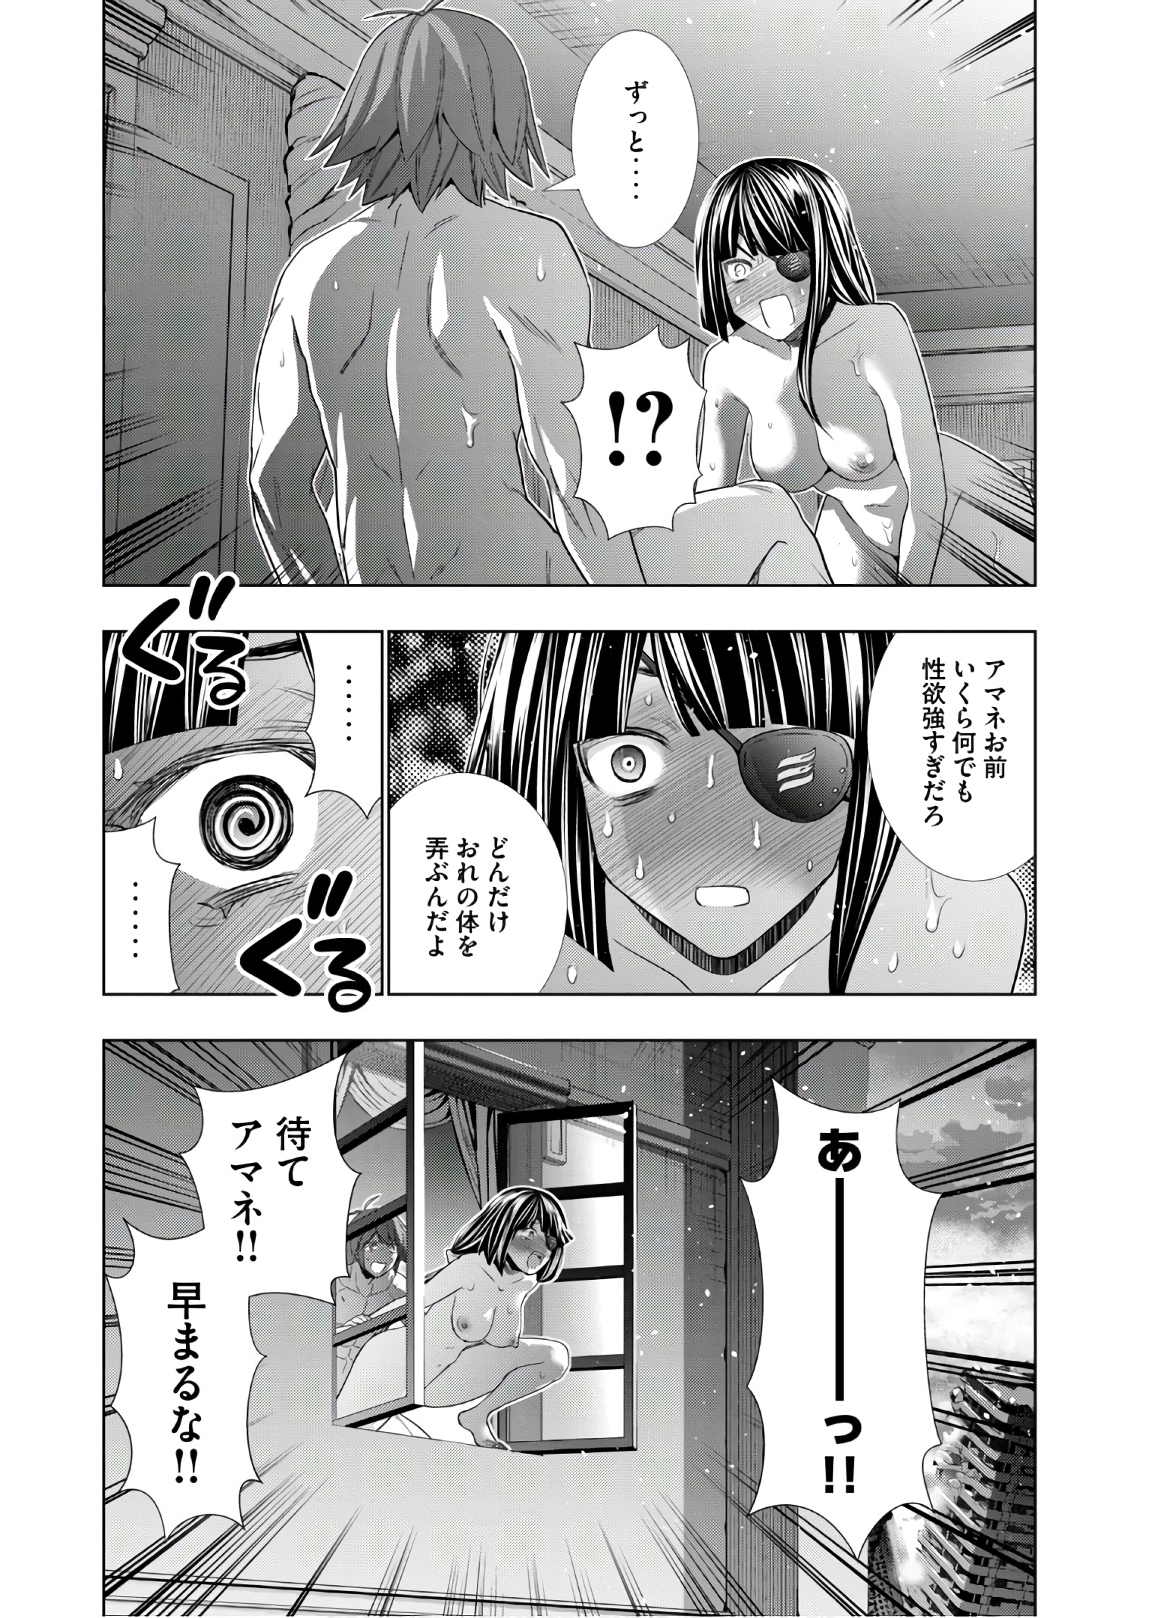 ずっと‥‥
!?
アマネお前
いくら何でも
性欲強すぎだろ
どんだけ
おれの体を
弄ぶんだよ
‥‥‥
‥‥‥
ぐる
ぐる
あーーっ!!
待て
アマネ!!
早まるな!!